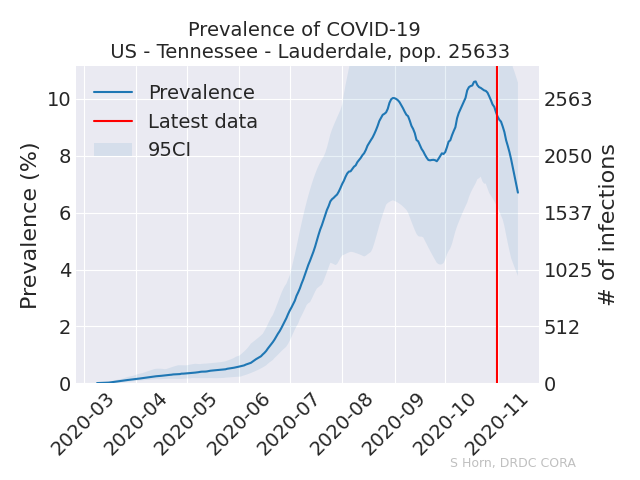 Prevalence of COVID-19
US - Tennessee - Lauderdale, pop. 25633
Prevalence
Latest data
95CI
Prevalence (%)
10
8
6
4
2
0
2563
2050
1537
1025
512
0
# of infections
2020-03
2020-04
2020-05
2020-06
2020-07
2020-08
2020-09
2020-10
2020-11
S Horn, DRDC CORA